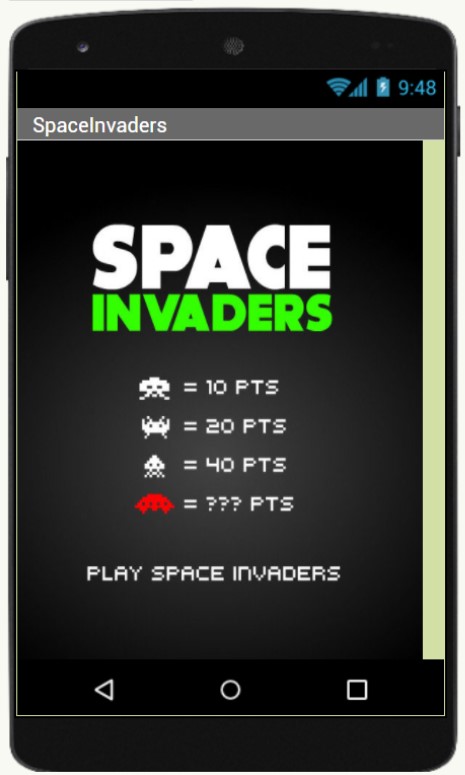 9:48
SpaceInvaders
SPACE
INVADERS
= 10 PTS
= 20 PTS
= 40 PTS
= ??? PTS
PLAY SPACE INVADERS